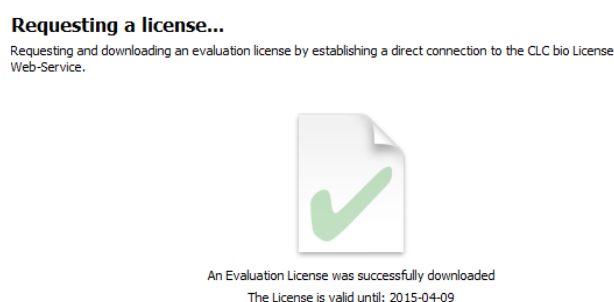 Requesting a license...
Requesting and downloading an evaluation license by establishing a direct connection to the CLC bio License
Web-Service.
An Evaluation License was successfully downloaded
The License is valid until: 2015-04-09